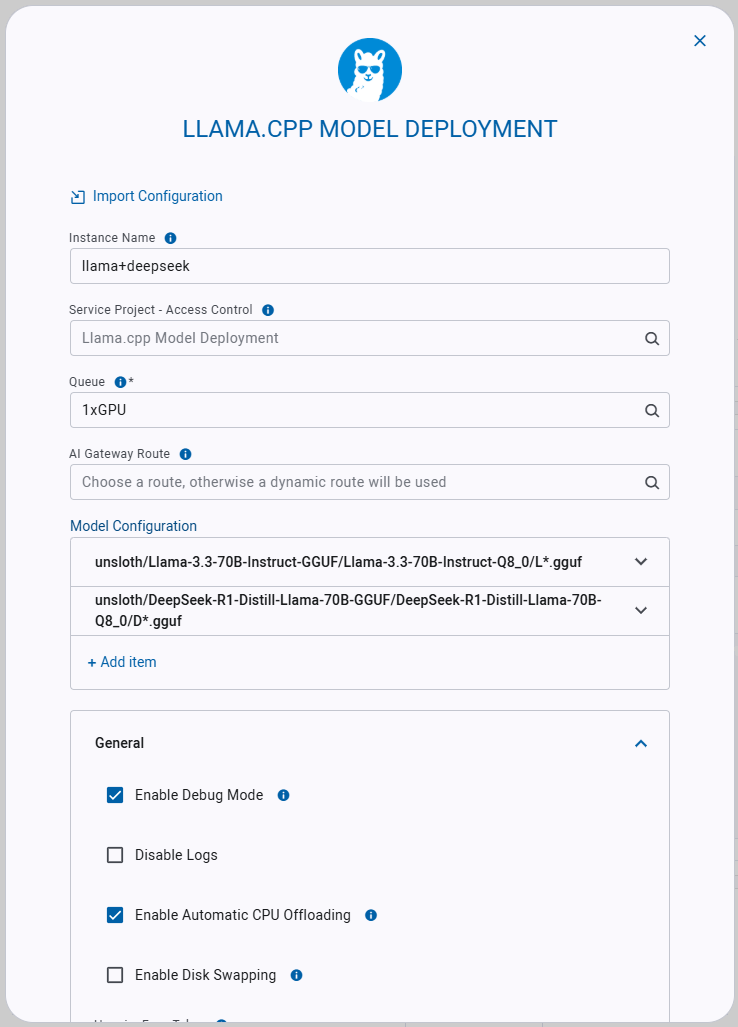 LLAMA.CPP MODEL DEPLOYMENT
Import Configuration
Instance Name
llama+deepseek
Service Project - Access Control
Llama.cpp Model Deployment
Queue *
1xGPU
AI Gateway Route
Choose a route, otherwise a dynamic route will be used
Model Configuration
unsloth/Llama-3.3-70B-Instruct-GGUF/Llama-3.3-70B-Instruct-Q8_0/L*.gguf
unsloth/DeepSeek-R1-Distill-Llama-70B-GGUF/DeepSeek-R1-Distill-Llama-70B-
Q8_0/D*.gguf
+ Add item
General
Enable Debug Mode
Disable Logs
Enable Automatic CPU Offloading
Enable Disk Swapping